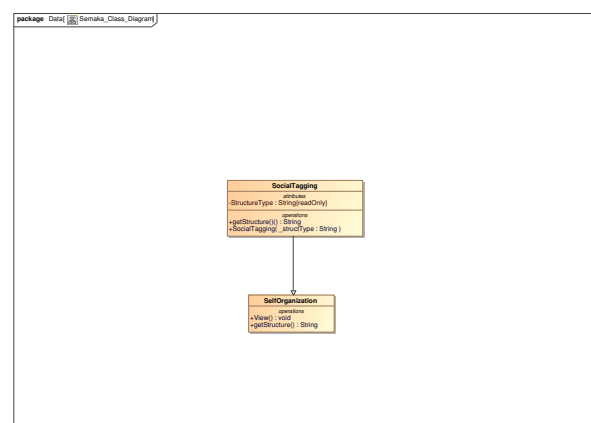 package Data[ Semaka_Class_Diagram]
SocialTagging
attributes
-StructureType : String{readOnly}
operations
+getStructure()() : String
+SocialTagging( _structType : String )
SelfOrganization
operations
+View() : void
+getStructure() : String